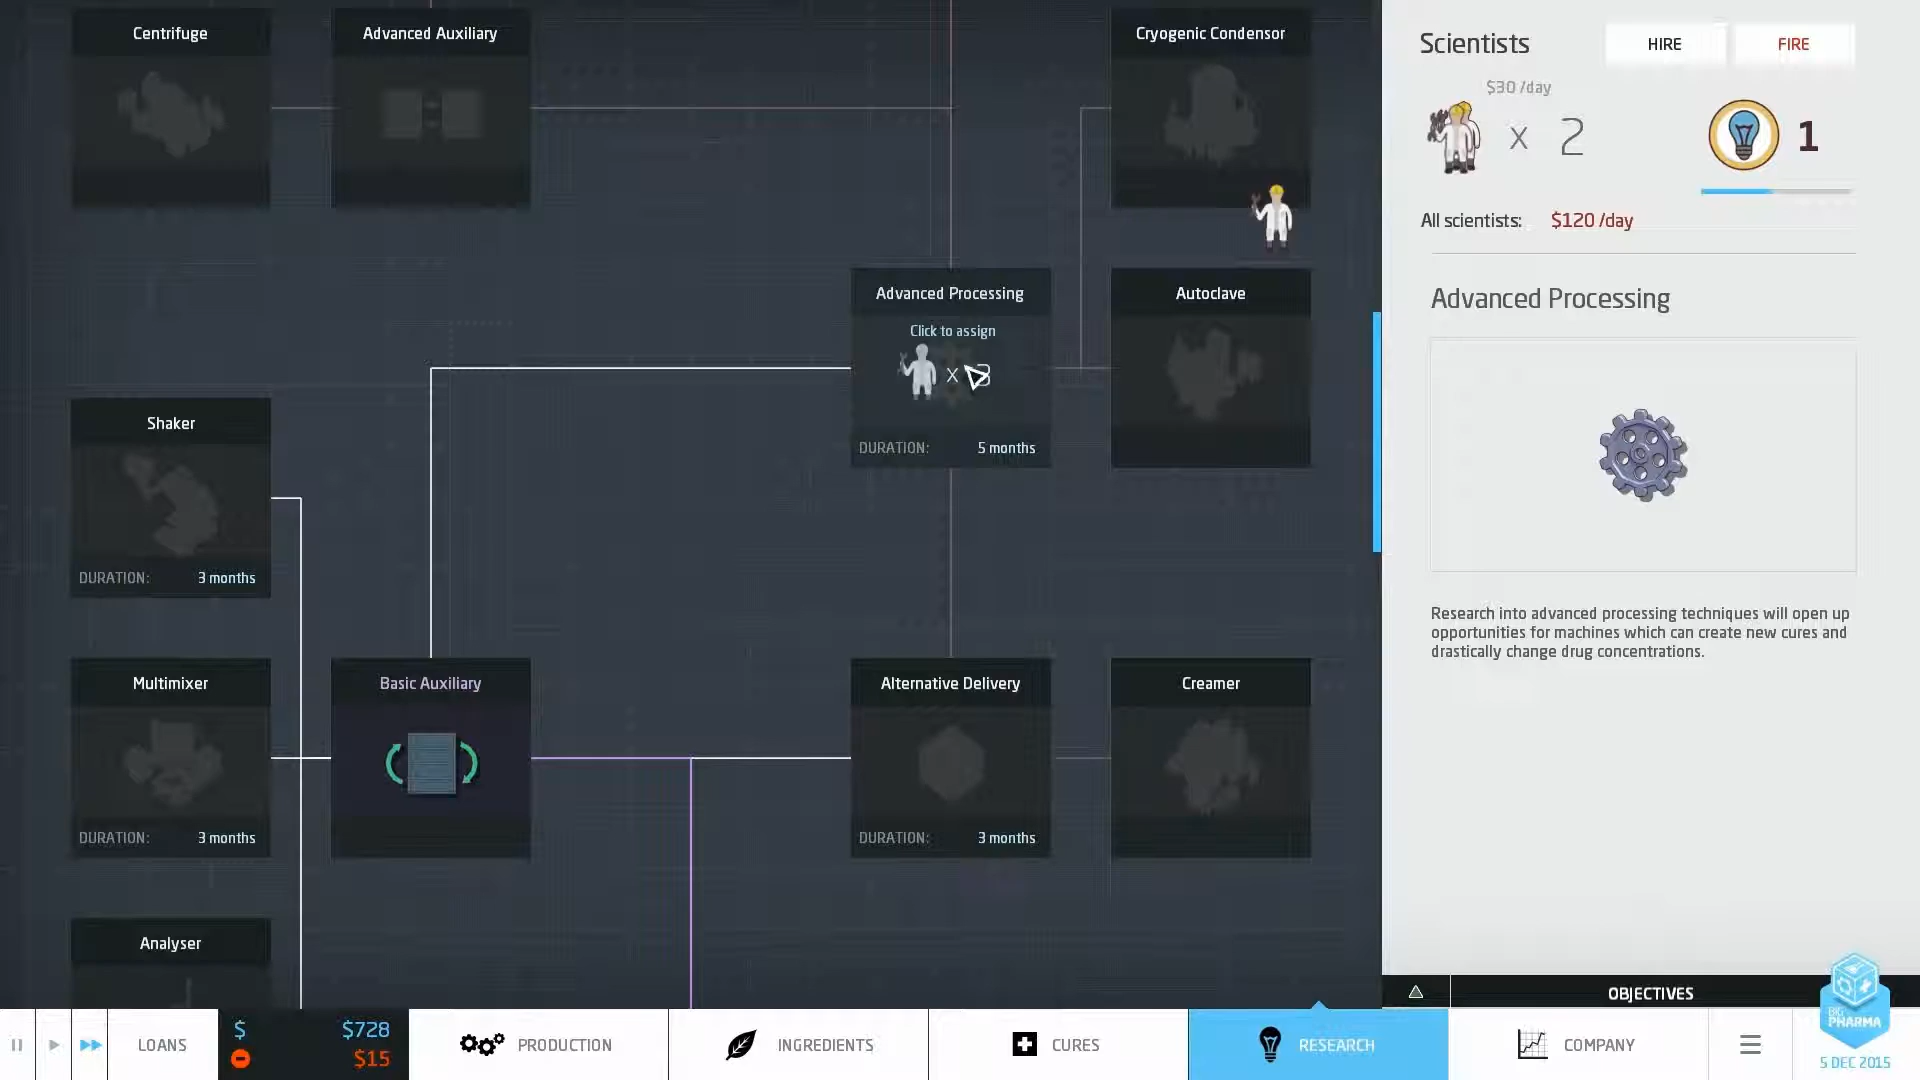 Centrifuge
Advanced Auxiliary
Cryogenic Condensor
Advanced Processing
Click to assign
X
DURATION: 5 months
Autoclave
Shaker
DURATION: 3 months
Multimixer
DURATION: 3 months
Basic Auxiliary
Alternative Delivery
DURATION: 3 months
Creamer
Analyser
Scientists
HIRE
FIRE
$30 /day
X 2
1
All scientists: $120 /day
Advanced Processing
Research into advanced processing techniques will open up
opportunities for machines which can create new cures and
drastically change drug concentrations.
OBJECTIVES
BIG
PHARMA
5 DEC 2015
LOANS
$ $728
$15
PRODUCTION
INGREDIENTS
CURES
RESEARCH
COMPANY